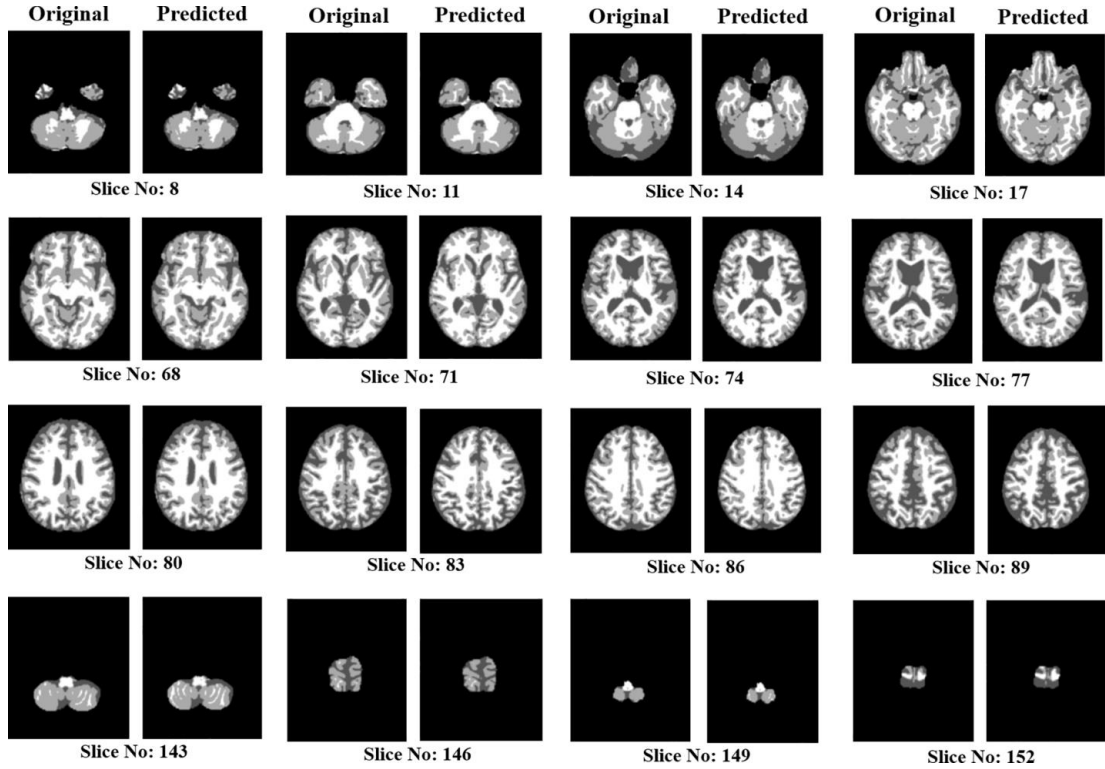 Original Predicted Original Predicted Original Predicted Original Predicted
Slice No: 8 Slice No: 11 Slice No: 14 Slice No: 17
Slice No: 68 Slice No: 71 Slice No: 74 Slice No: 77
Slice No: 80 Slice No: 83 Slice No: 86 Slice No: 89
Slice No: 143 Slice No: 146 Slice No: 149 Slice No: 152